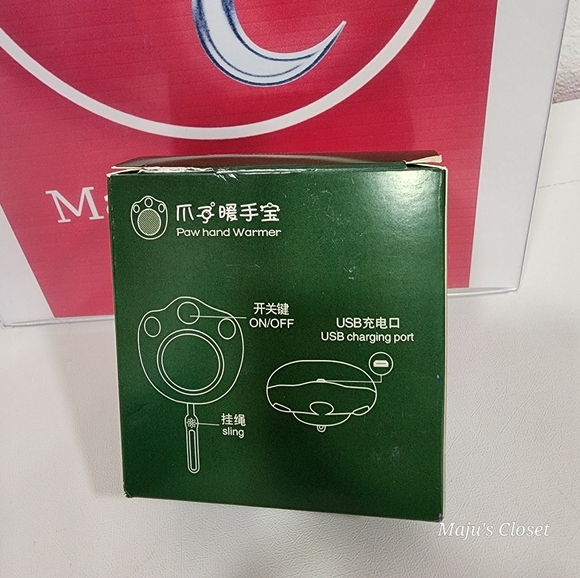 爪子暖手宝
Paw hand Warmer
开关键
ON/OFF
USB充电口
USB charging port
挂绳
sling
Maju's Closet